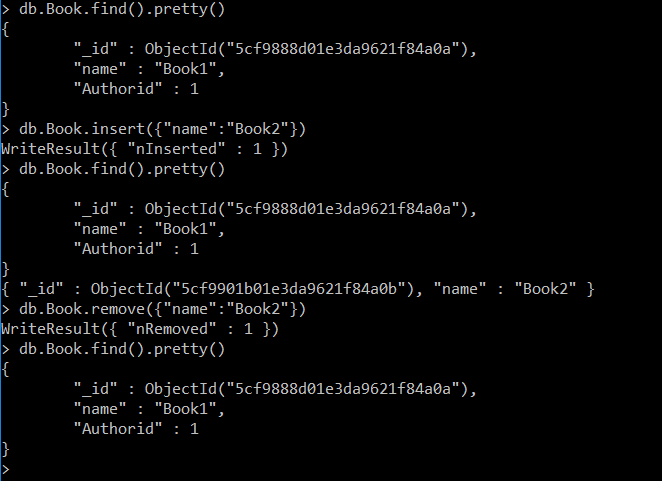 > db.Book.find().pretty()
{
        "_id" : ObjectId("5cf9888d01e3da9621f84a0a"),
        "name" : "Book1",
        "Authorid" : 1
}
> db.Book.insert({"name":"Book2"})
WriteResult({ "nInserted" : 1 })
> db.Book.find().pretty()
{
        "_id" : ObjectId("5cf9888d01e3da9621f84a0a"),
        "name" : "Book1",
        "Authorid" : 1
}
{ "_id" : ObjectId("5cf9901b01e3da9621f84a0b"), "name" : "Book2" }
> db.Book.remove({"name":"Book2"})
WriteResult({ "nRemoved" : 1 })
> db.Book.find().pretty()
{
        "_id" : ObjectId("5cf9888d01e3da9621f84a0a"),
        "name" : "Book1",
        "Authorid" : 1
}
>